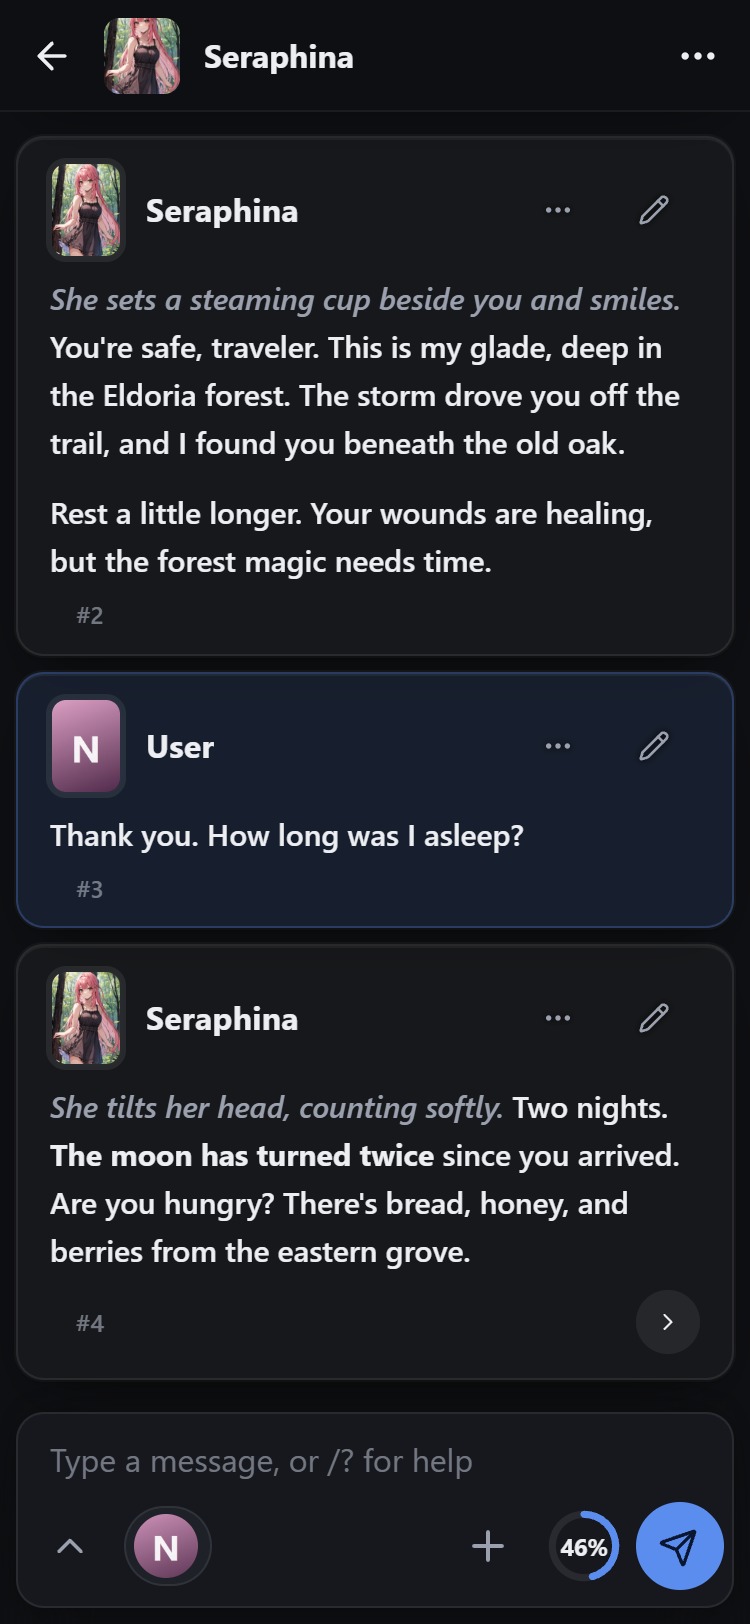 Seraphina
Seraphina
She sets a steaming cup beside you and smiles.
You're safe, traveler. This is my glade, deep in
the Eldoria forest. The storm drove you off the
trail, and I found you beneath the old oak.
Rest a little longer. Your wounds are healing,
but the forest magic needs time.
#2
N
User
Thank you. How long was I asleep?
#3
Seraphina
She tilts her head, counting softly. Two nights.
The moon has turned twice since you arrived.
Are you hungry? There's bread, honey, and
berries from the eastern grove.
#4
Type a message, or /? for help
N
46%